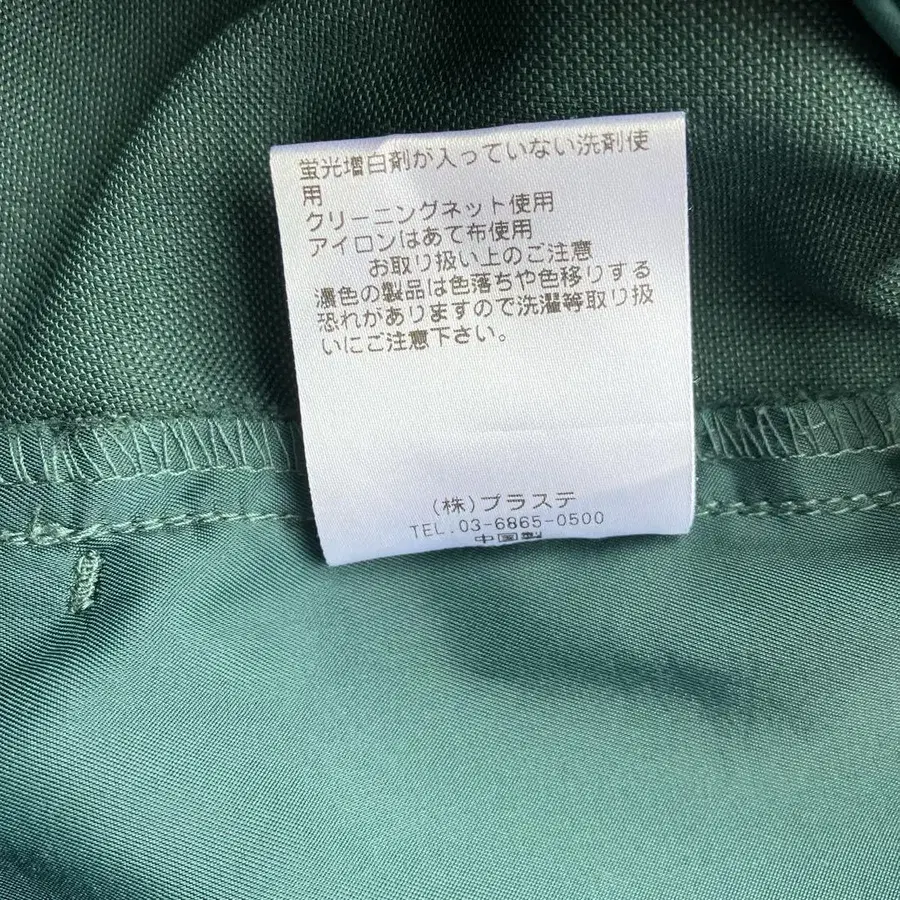 蛍光増白剤が入っていない洗剤使
用
クリーニングネット使用
アイロンはあて布使用
お取り扱い上のご注意
濃色の製品は色落ちや色移りする
恐れがありますので洗濯等取り扱
いにご注意下さい。
(株)プラステ
TEL.03-6865-0500
中国製